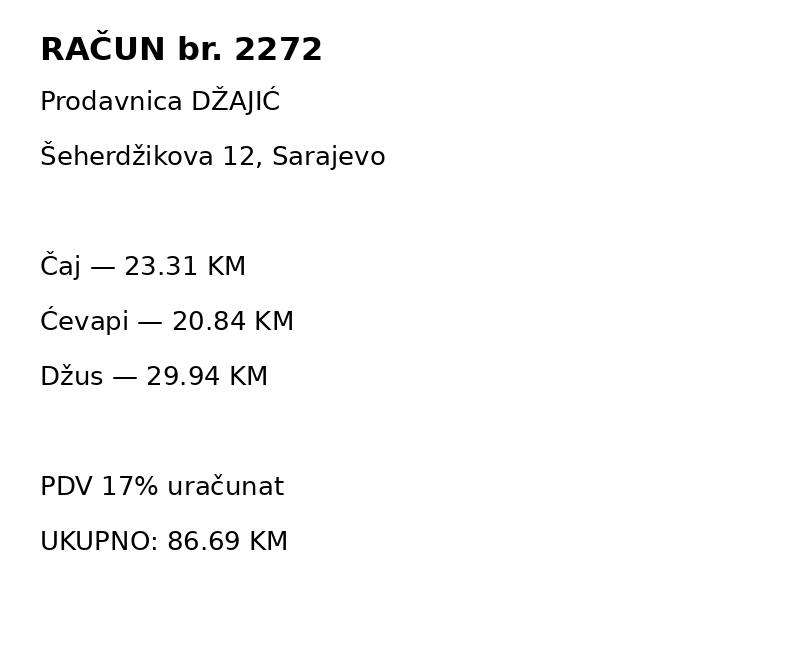 RAČUN br. 2272
Prodavnica DŽAJIĆ
Šeherdžikova 12, Sarajevo
Čaj — 23.31 KM
Ćevapi — 20.84 KM
Džus — 29.94 KM
PDV 17% uračunat
UKUPNO: 86.69 KM